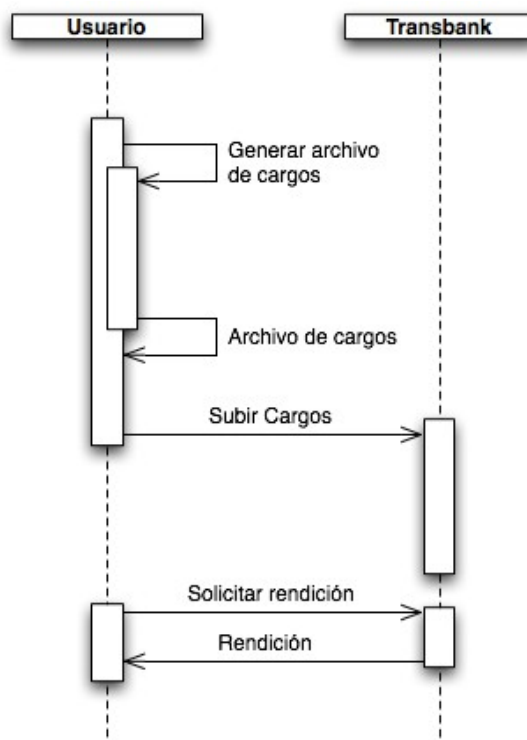 Usuario
Transbank
Generar archivo
de cargos
Archivo de cargos
Subir Cargos
Solicitar rendición
Rendición